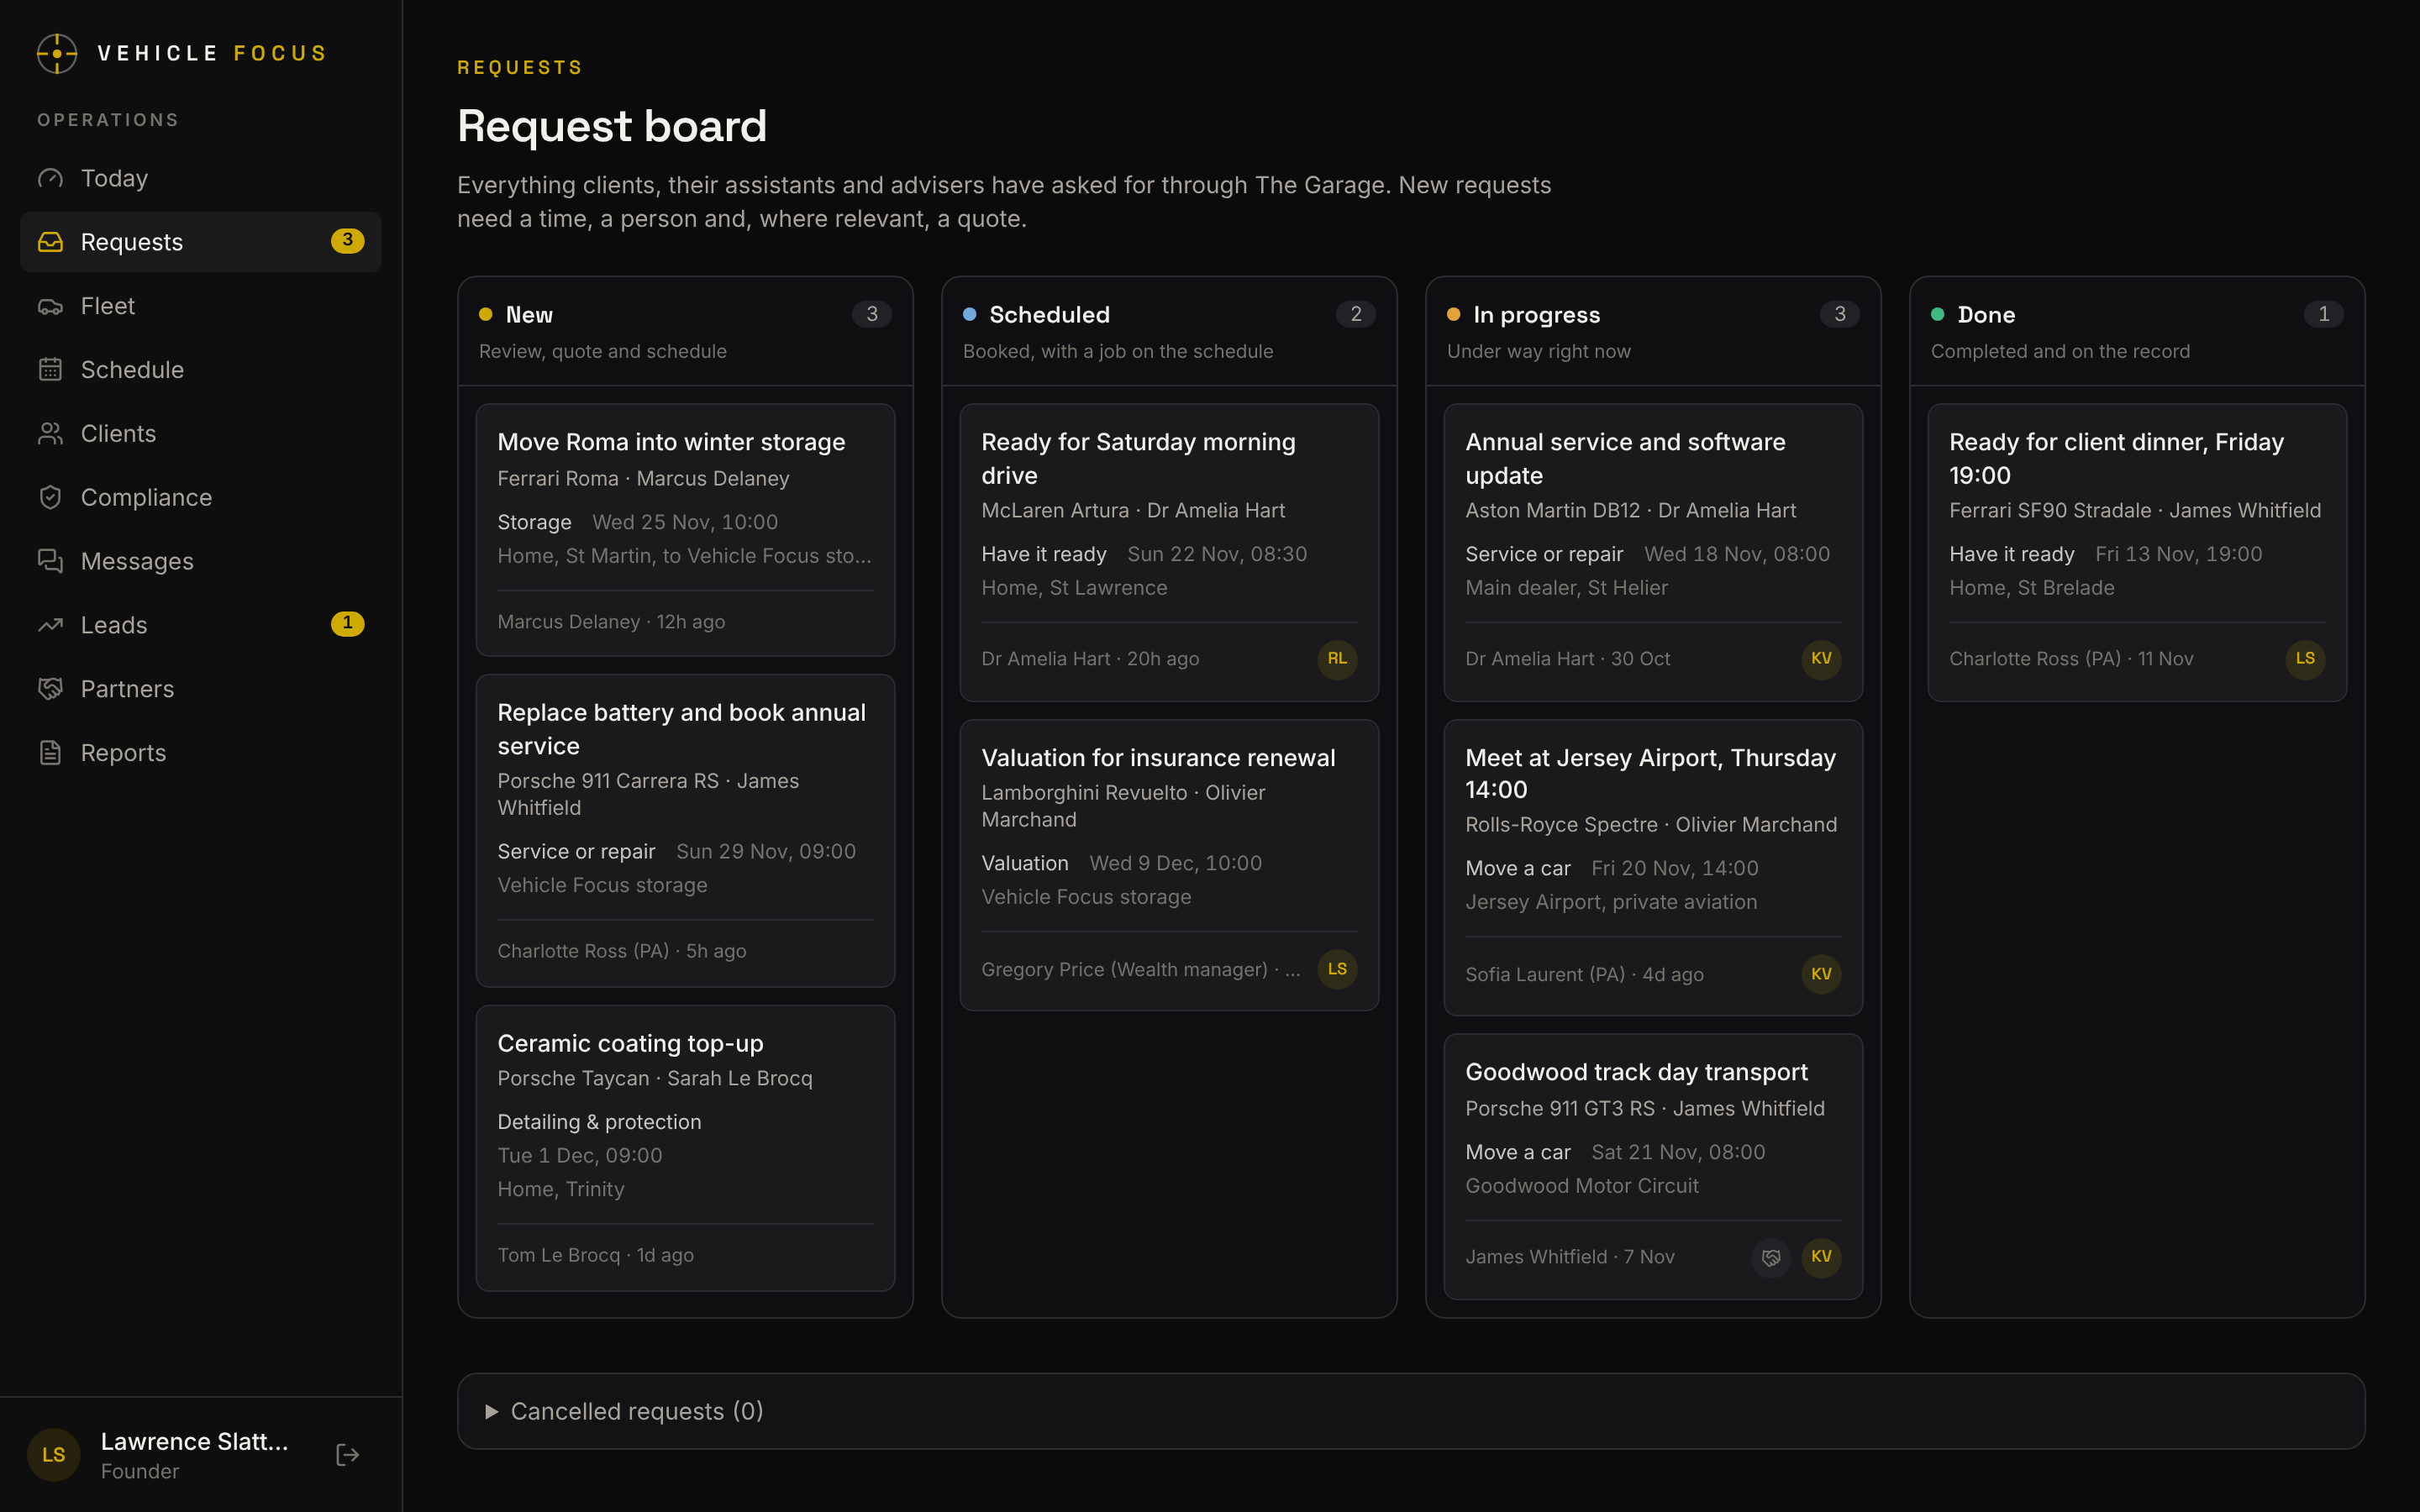 VEHICLE FOCUS
OPERATIONS
Today
Requests 3
Fleet
Schedule
Clients
Compliance
Messages
Leads 1
Partners
Reports
LS
Lawrence Slatt...
Founder
REQUESTS
Request board
Everything clients, their assistants and advisers have asked for through The Garage. New requests
need a time, a person and, where relevant, a quote.
New 3
Review, quote and schedule
Move Roma into winter storage
Ferrari Roma · Marcus Delaney
Storage Wed 25 Nov, 10:00
Home, St Martin, to Vehicle Focus sto...
Marcus Delaney · 12h ago
Replace battery and book annual
service
Porsche 911 Carrera RS · James
Whitfield
Service or repair Sun 29 Nov, 09:00
Vehicle Focus storage
Charlotte Ross (PA) · 5h ago
Ceramic coating top-up
Porsche Taycan · Sarah Le Brocq
Detailing & protection
Tue 1 Dec, 09:00
Home, Trinity
Tom Le Brocq · 1d ago
Scheduled 2
Booked, with a job on the schedule
Ready for Saturday morning
drive
McLaren Artura · Dr Amelia Hart
Have it ready Sun 22 Nov, 08:30
Home, St Lawrence
Dr Amelia Hart · 20h ago RL
Valuation for insurance renewal
Lamborghini Revuelto · Olivier
Marchand
Valuation Wed 9 Dec, 10:00
Vehicle Focus storage
Gregory Price (Wealth manager) · ... LS
In progress 3
Under way right now
Annual service and software
update
Aston Martin DB12 · Dr Amelia Hart
Service or repair Wed 18 Nov, 08:00
Main dealer, St Helier
Dr Amelia Hart · 30 Oct KV
Meet at Jersey Airport, Thursday
14:00
Rolls-Royce Spectre · Olivier Marchand
Move a car Fri 20 Nov, 14:00
Jersey Airport, private aviation
Sofia Laurent (PA) · 4d ago KV
Goodwood track day transport
Porsche 911 GT3 RS · James Whitfield
Move a car Sat 21 Nov, 08:00
Goodwood Motor Circuit
James Whitfield · 7 Nov KV
Done 1
Completed and on the record
Ready for client dinner, Friday
19:00
Ferrari SF90 Stradale · James Whitfield
Have it ready Fri 13 Nov, 19:00
Home, St Brelade
Charlotte Ross (PA) · 11 Nov LS
Cancelled requests (0)